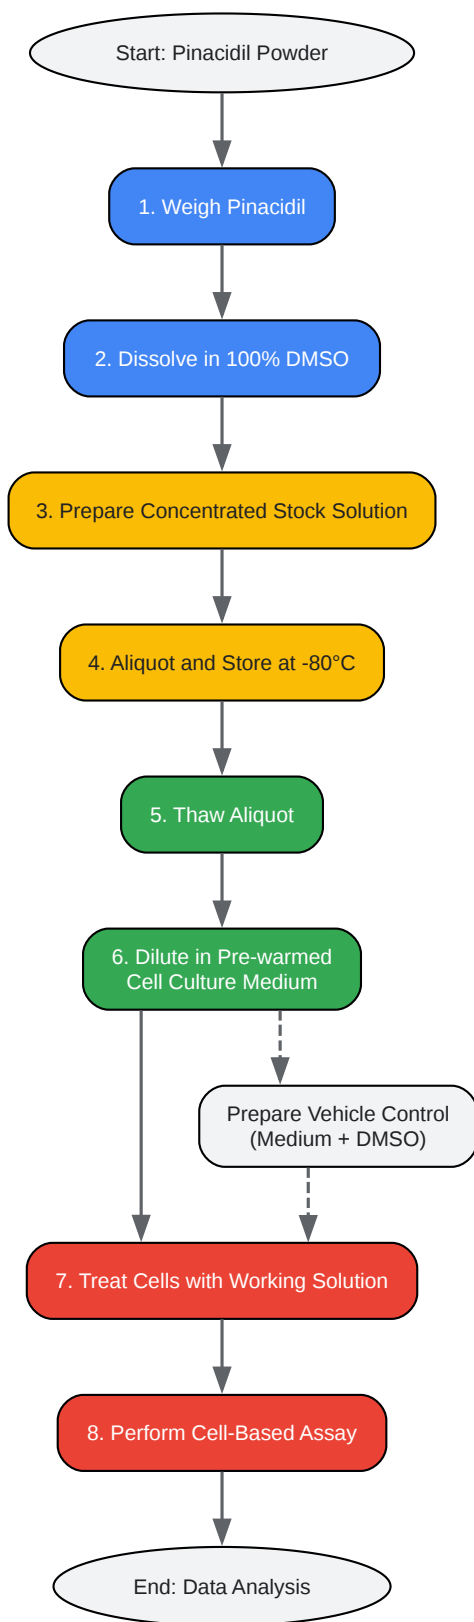 Start: Pinacidil Powder
1. Weigh Pinacidil
2. Dissolve in 100% DMSO
3. Prepare Concentrated Stock Solution
4. Aliquot and Store at -80°C
5. Thaw Aliquot
6. Dilute in Pre-warmed
Cell Culture Medium
Prepare Vehicle Control
(Medium + DMSO)
7. Treat Cells with Working Solution
8. Perform Cell-Based Assay
End: Data Analysis